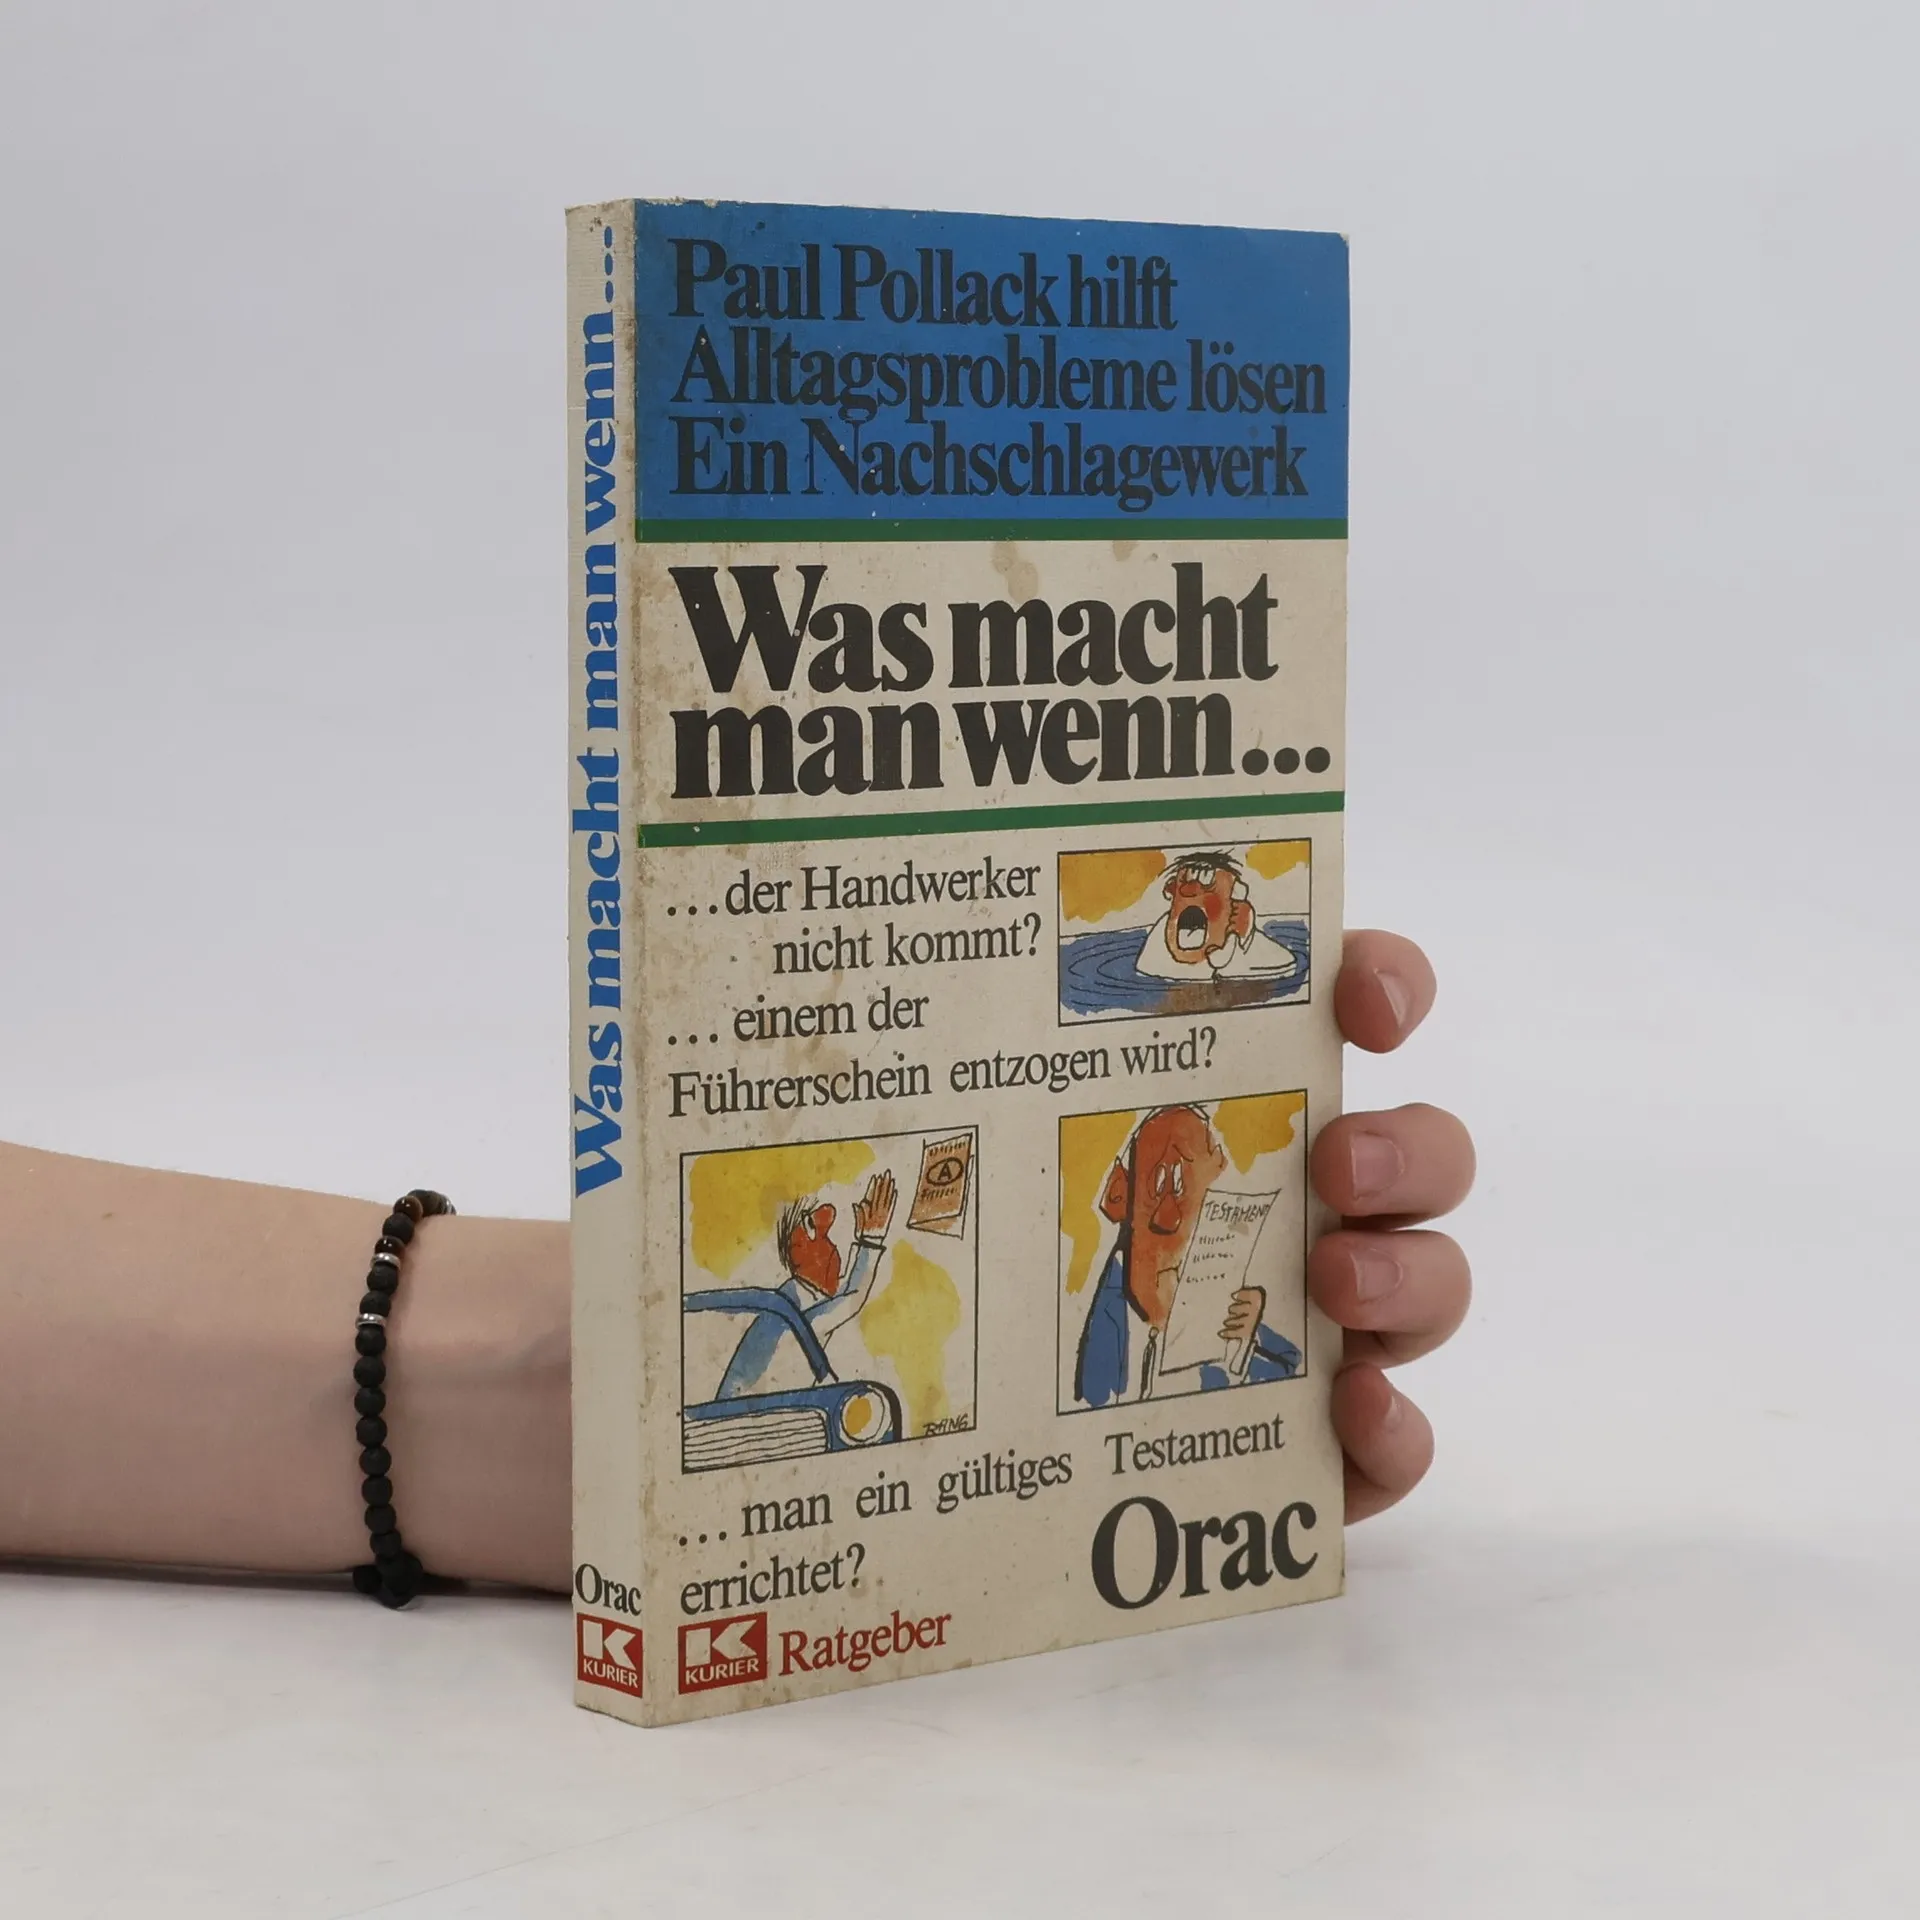 Was macht man wenn...
Orac
K
KURIER
Paul Pollack hilft
Alltagsprobleme lösen
Ein Nachschlagewerk
Was macht
man wenn...
...der Handwerker
nicht kommt?
... einem der
Führerschein entzogen wird?
A
TESTAMENT
RANG
... man ein gültiges Testament
errichtet?
Orac
K
KURIER
Ratgeber